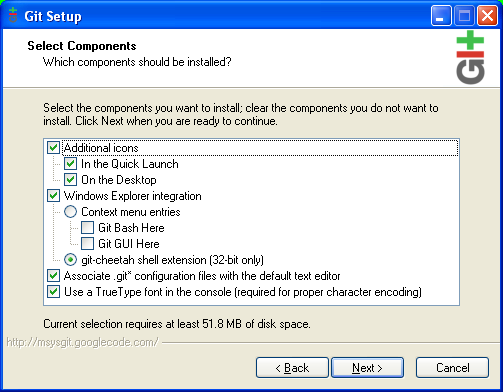 Git Setup
Select Components
Which components should be installed?
GIT
Select the components you want to install; clear the components you do not want to
install. Click Next when you are ready to continue.
Additional icons
In the Quick Launch
On the Desktop
Windows Explorer integration
Context menu entries
Git Bash Here
Git GUI Here
git-cheetah shell extension (32-bit only)
Associate .git* configuration files with the default text editor
Use a TrueType font in the console (required for proper character encoding)
Current selection requires at least 51.8 MB of disk space.
http://msysgit.googlecode.com/
< Back
Next >
Cancel